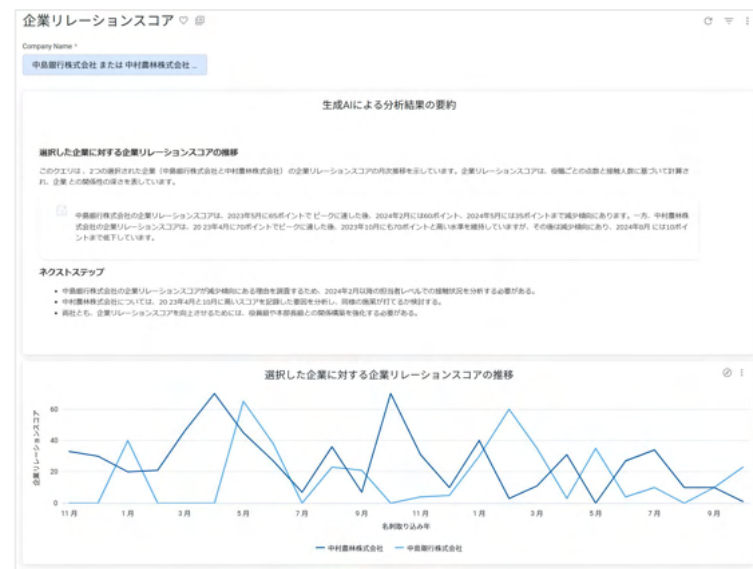 企業リレーションスコア
Company Name *
中島銀行株式会社 または 中村農林株式会社 ...
生成AIによる分析結果の要約
選択した企業に対する企業リレーションスコアの推移
このクエリは、2つの選択された企業（中島銀行株式会社と中村農林株式会社）の企業リレーションスコアの月次推移を示しています。企業リレーションスコアは、役職ごとの点数と接触人数に基づいて計算さ
れ、企業 との関係性の深さを表しています。
中島銀行株式会社の企業リレーションスコアは、2023年5月に65ポイントで ピークに達した後、2024年2月には60ポイント、2024年5月には35ポイントまで減少傾向にあります。一方、中村農林株
式会社の企業リレーションスコアは、20 23年4月に70ポイントでピークに達した後、2023年10月にも70ポイントと高い水準を維持していますが、その後は減少傾向にあり、2024年8月 には10ポイ
ントまで低下しています。
ネクストステップ
• 中島銀行株式会社の企業リレーションスコアが減少傾向にある理由を調査するため、2024年2月以降の担当者レベルでの接触状況を分析する必要がある。
• 中村農林株式会社については、20 23年4月と10月に高いスコアを記録した要因を分析し、同様の施策が打てるか検討する。
• 両社とも、企業リレーションスコアを向上させるためには、役員級や本部長級との関係構築を強化する必要がある。
選択した企業に対する企業リレーションスコアの推移
企業リレーションスコア
60
40
20
0
11月 1月 3月 5月 7月 9月 11月 1月 3月 5月 7月 9月
名刺取り込み年
中村農林株式会社 中島銀行株式会社